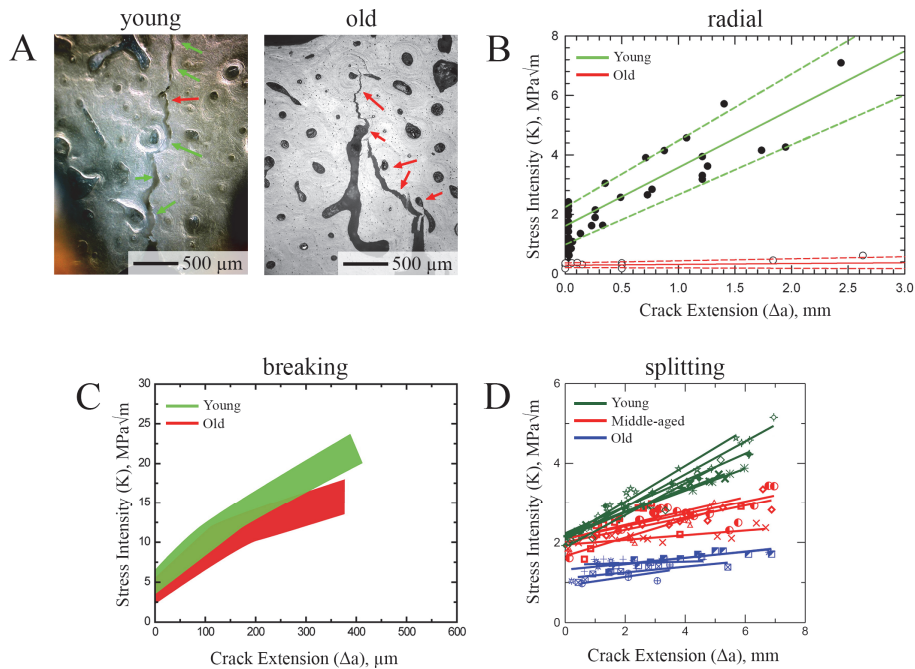 young
old
radial
A
B
500 μm
500 μm
Stress Intensity (K), MPa√m
8
6
4
2
0
Young
Old
0.0 0.5 1.0 1.5 2.0 2.5 3.0
Crack Extension (Δa), mm
breaking
splitting
C
D
Stress Intensity (K), MPa√m
30
25
20
15
10
5
0
Young
Old
0 100 200 300 400 500 600
Crack Extension (Δa), μm
Stress Intensity (K), MPa√m
6
4
2
0
Young
Middle-aged
Old
0 2 4 6 8
Crack Extension (Δa), mm